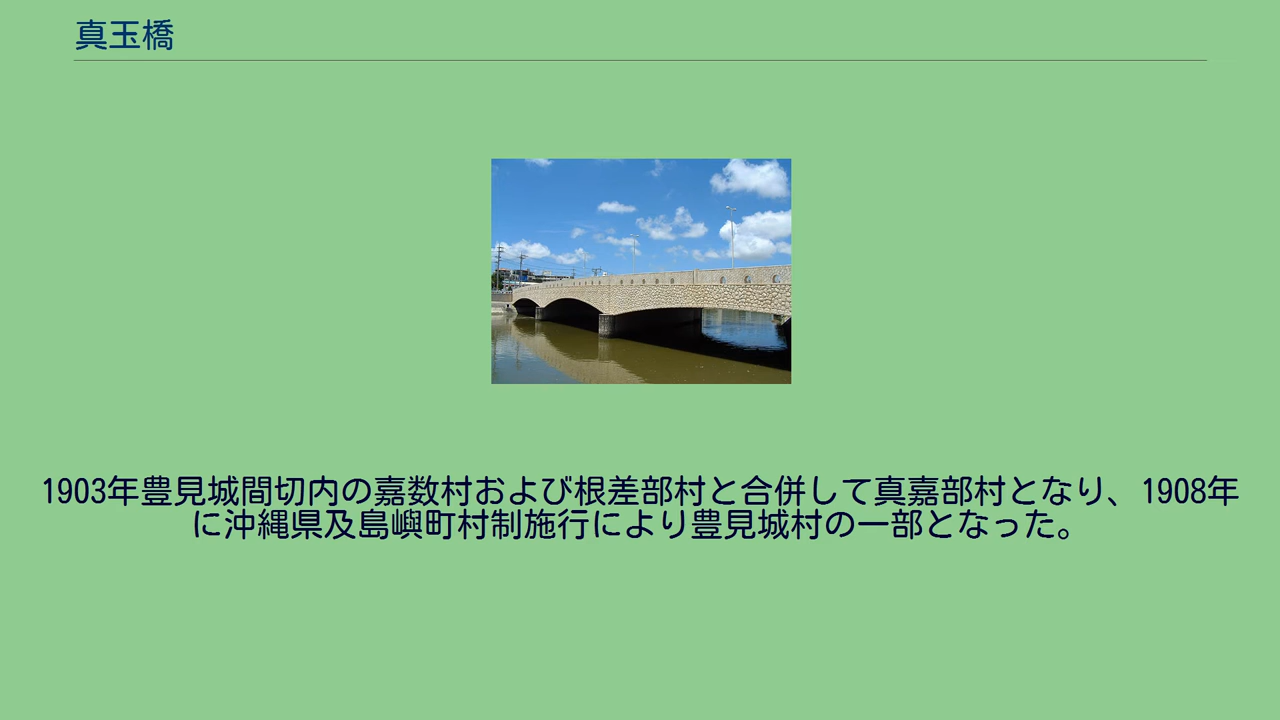 真玉橋
1903年豊見城間切内の嘉数村および根差部村と合併して真嘉部村となり、1908年
に沖縄県及島嶼町村制施行により豊見城村の一部となった。